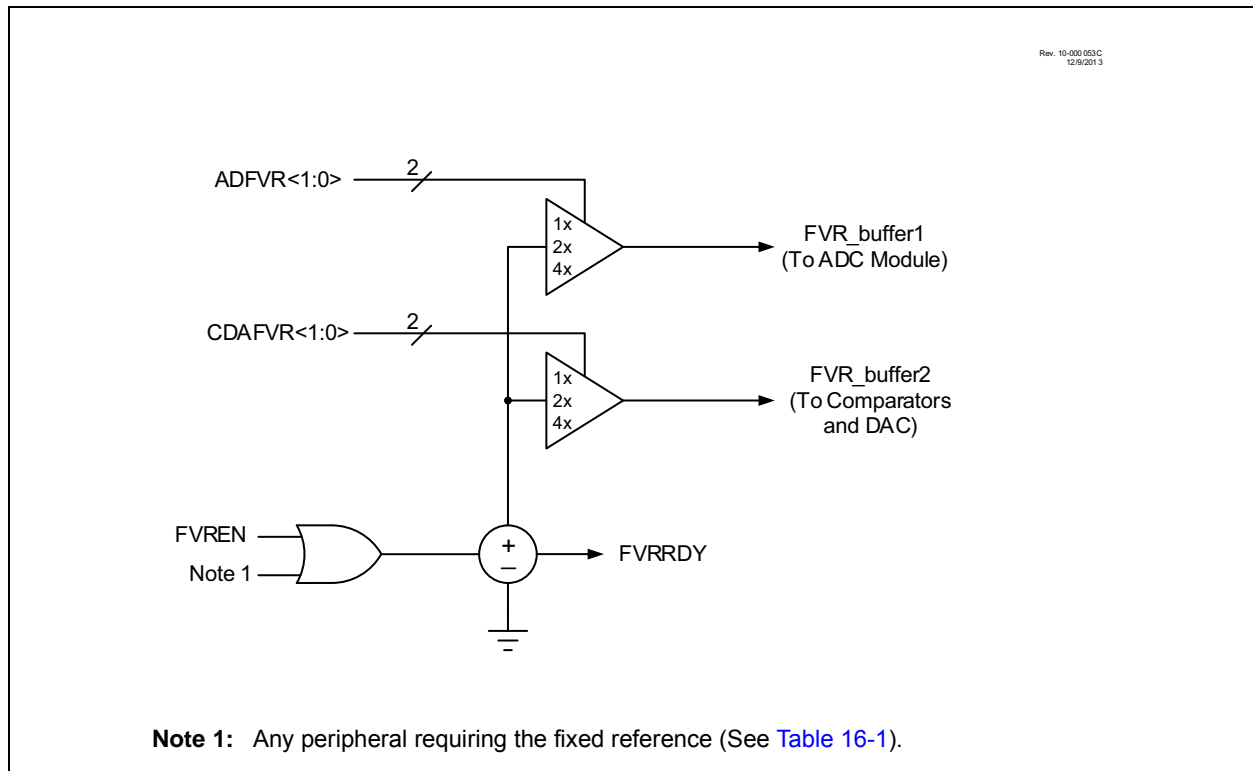 Rev. 10-000 053C
12/9/201 3
ADFVR<1:0>
2
1x
2x
4x
FVR_buffer1
(To ADC Module)
CDAFVR<1:0>
2
1x
2x
4x
FVR_buffer2
(To Comparators
and DAC)
FVREN
Note 1
+
–
FVRRDY
Note 1: Any peripheral requiring the fixed reference (See Table 16-1).